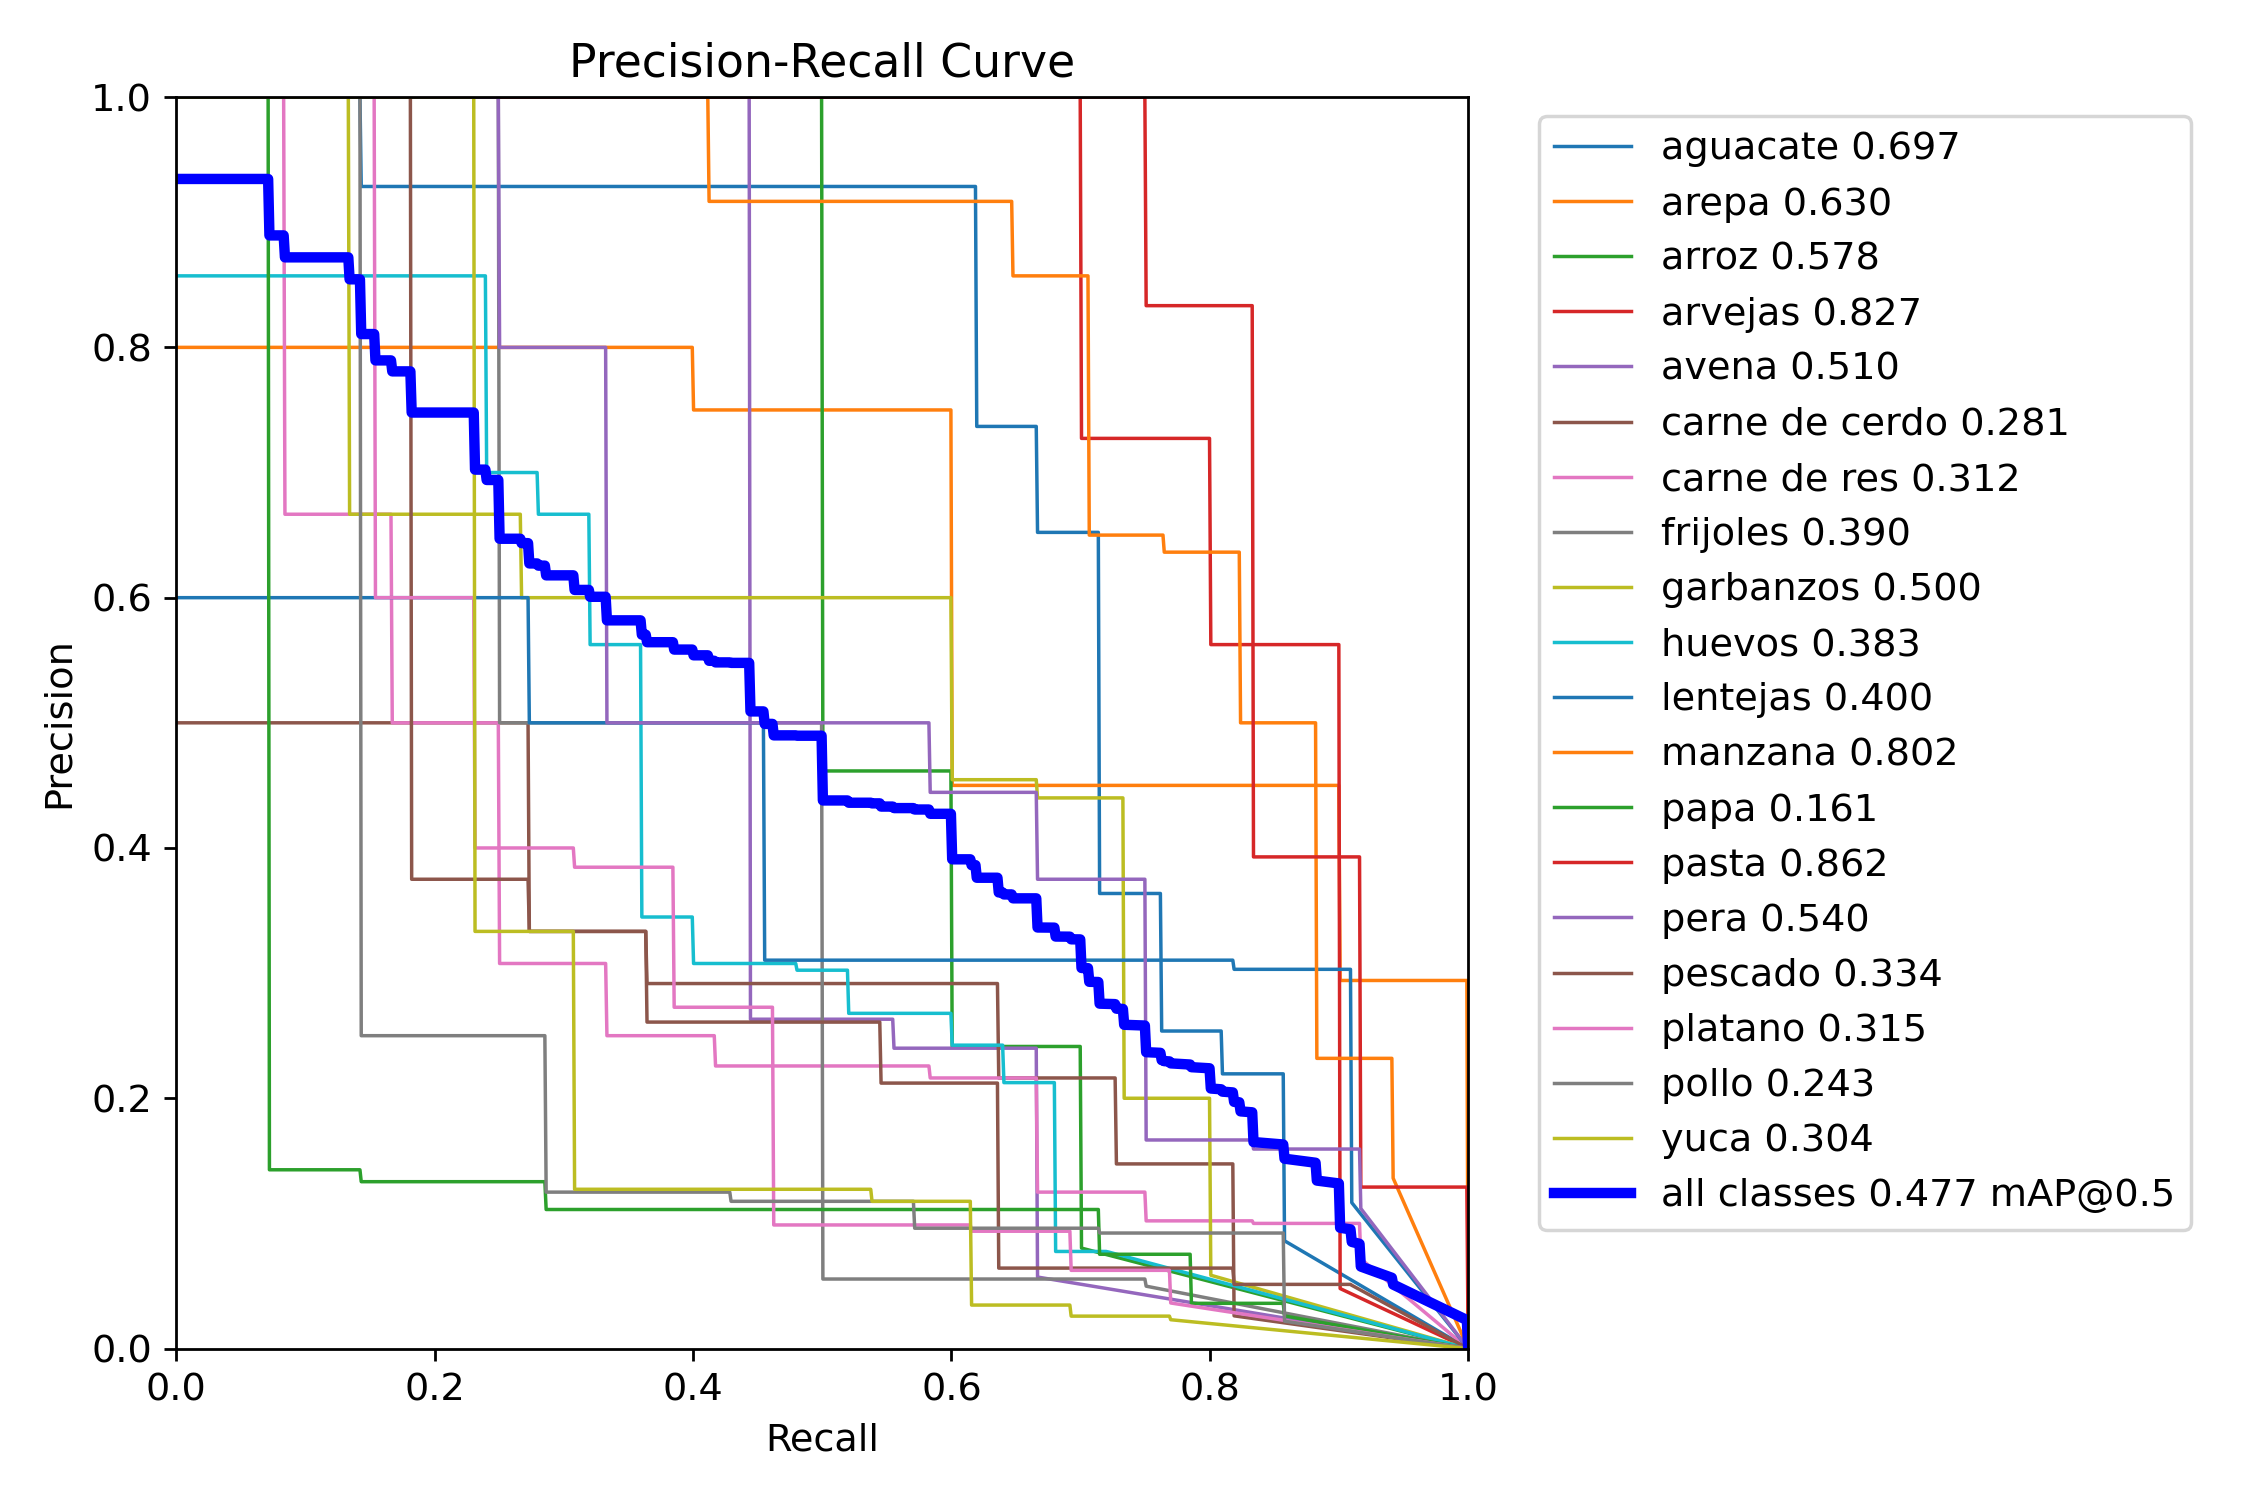 Precision-Recall Curve
1.0
0.8
0.6
0.4
0.2
0.0
Precision
0.0 0.2 0.4 0.6 0.8 1.0
Recall
aguacate 0.697
arepa 0.630
arroz 0.578
arvejas 0.827
avena 0.510
carne de cerdo 0.281
carne de res 0.312
frijoles 0.390
garbanzos 0.500
huevos 0.383
lentejas 0.400
manzana 0.802
papa 0.161
pasta 0.862
pera 0.540
pescado 0.334
platano 0.315
pollo 0.243
yuca 0.304
all classes 0.477 mAP@0.5